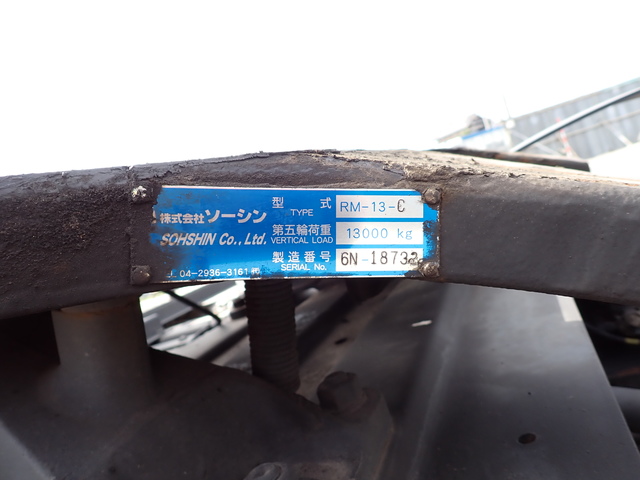 株式会社ソーシン
SOHSHIN Co., Ltd.
04-2936-3161㈹
型式 RM-13-C
TYPE
第五輪荷重 13000 kg
VERTICAL LOAD
製造番号 6N-18732
SERIAL No.